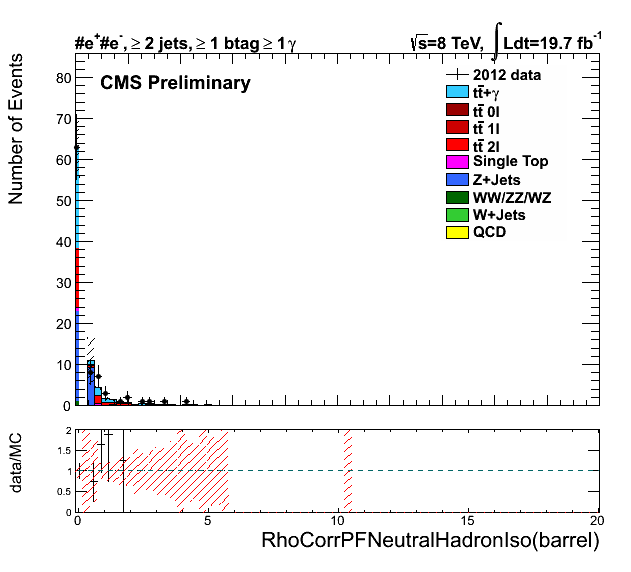 #e⁺#e⁻, ≥ 2 jets, ≥ 1 btag ≥ 1 γ
√s=8 TeV, ∫ Ldt=19.7 fb⁻¹
CMS Preliminary
Number of Events
80
70
60
50
40
30
20
10
0
2012 data
tt̄+γ
tt̄ 0l
tt̄ 1l
tt̄ 2l
Single Top
Z+Jets
WW/ZZ/WZ
W+Jets
QCD
data/MC
2
1.5
1
0.5
0
0 5 10 15 20
RhoCorrPFNeutralHadronIso(barrel)